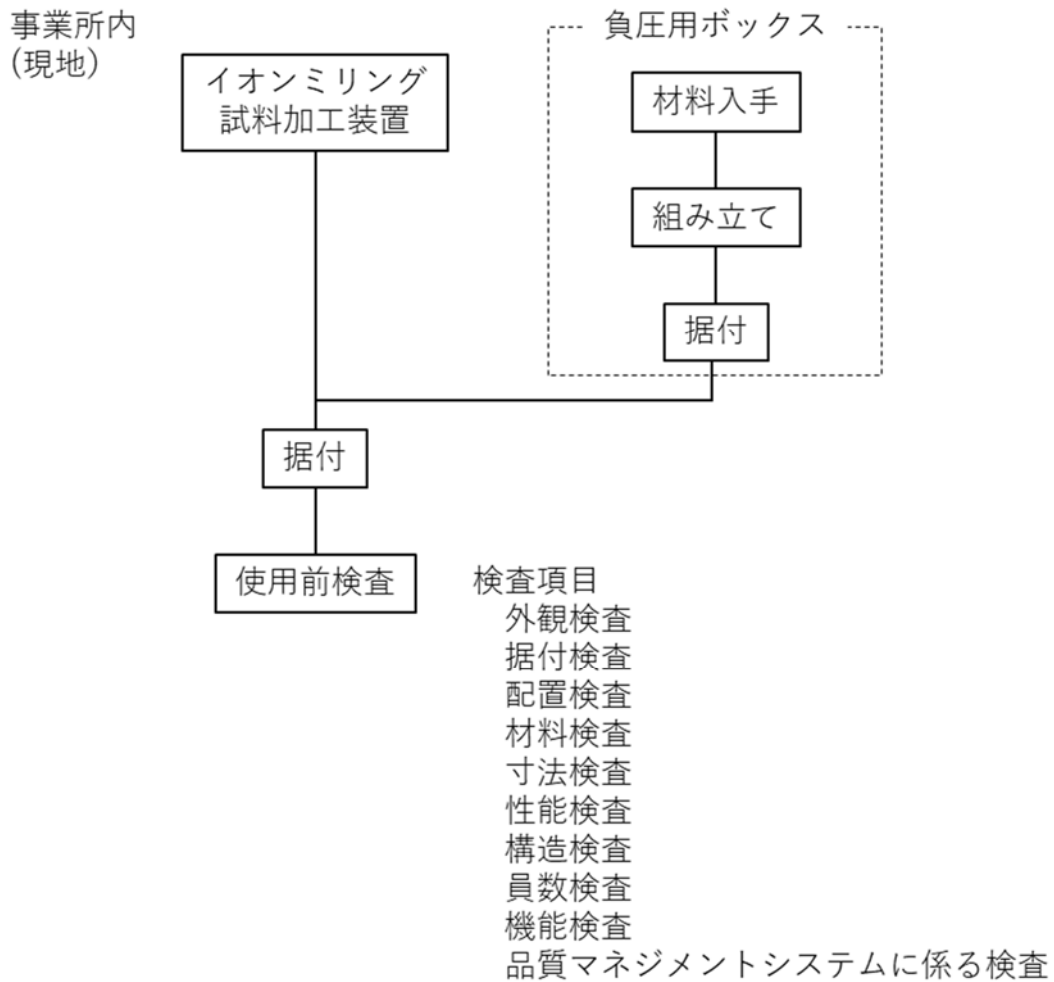 事業所内
(現地)
イオンミリング
試料加工装置
負圧用ボックス
材料入手
組み立て
据付
据付
使用前検査
検査項目
外観検査
据付検査
配置検査
材料検査
寸法検査
性能検査
構造検査
員数検査
機能検査
品質マネジメントシステムに係る検査